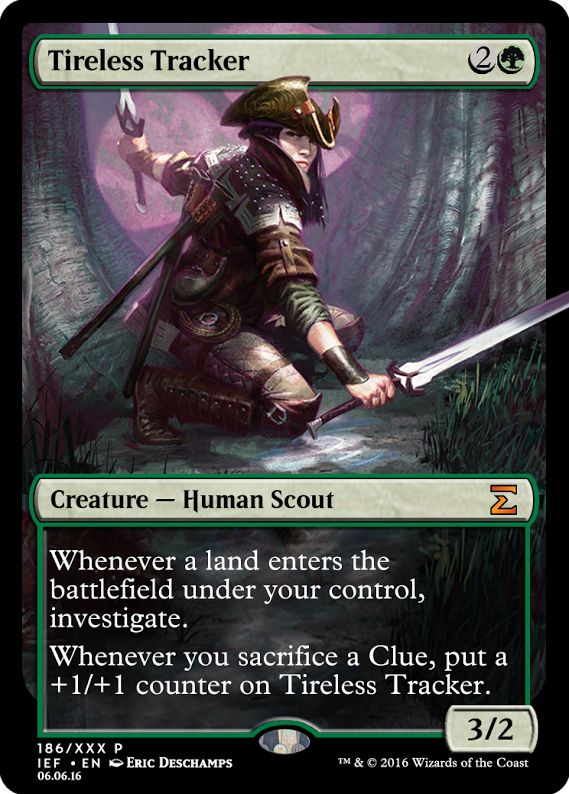 Tireless Tracker 2
Creature — Human Scout
Whenever a land enters the
battlefield under your control,
investigate.
Whenever you sacrifice a Clue, put a
+1/+1 counter on Tireless Tracker.
3/2
186/XXX P
IEF • EN Eric Deschamps
™ & © 2016 Wizards of the Coast
06.06.16